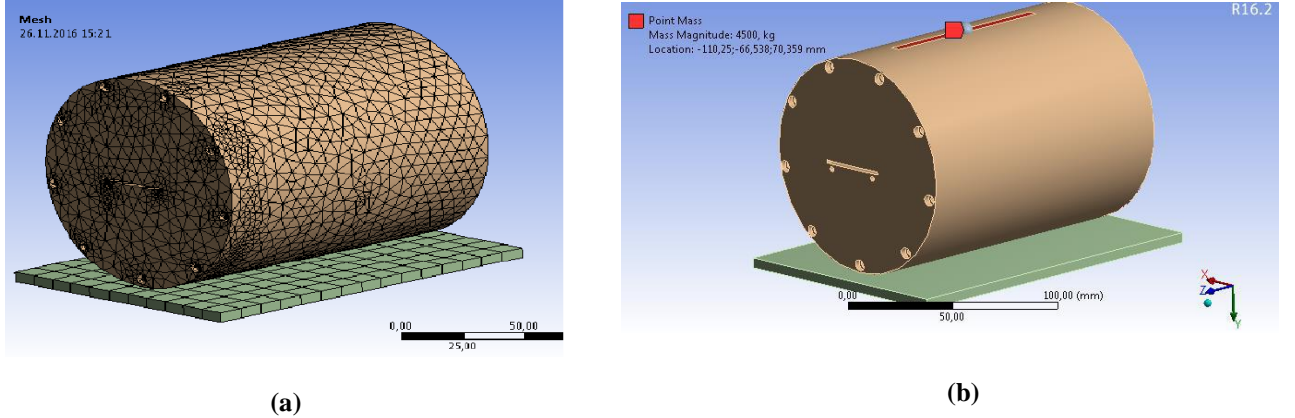 Mesh
26.11.2016 15:21
0,00
50,00
25,00
(a)
R16.2
Point Mass
Mass Magnitude: 4500, kg
Location: -110,25;-66,538;70,359 mm
0,00
100,00 (mm)
50,00
X
Z
Y
(b)